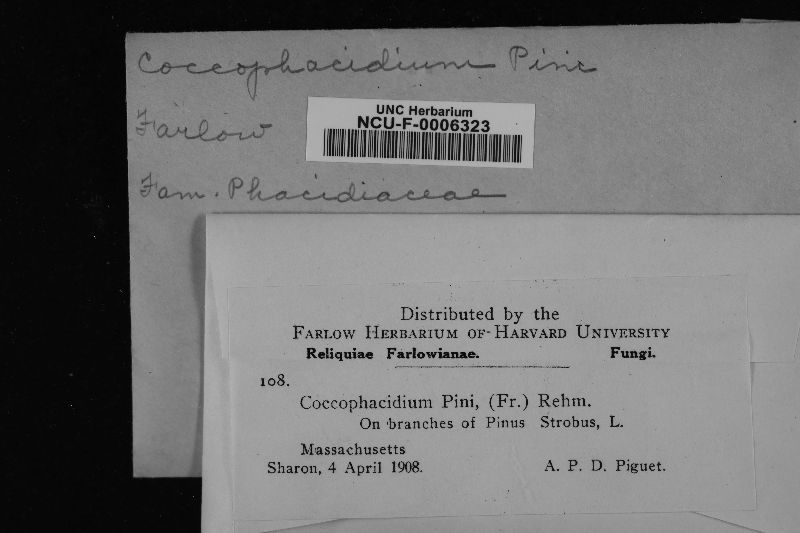 Coccophacidium Pini
Farlow
UNC Herbarium
NCU-F-0006323
Fam. Phacidiaceae
Distributed by the
FARLOW HERBARIUM OF HARVARD UNIVERSITY
Reliquiae Farlowianae. Fungi.
108.
Coccophacidium Pini, (Fr.) Rehm.
On branches of Pinus Strobus, L.
Massachusetts
Sharon, 4 April 1908. A. P. D. Piguet.